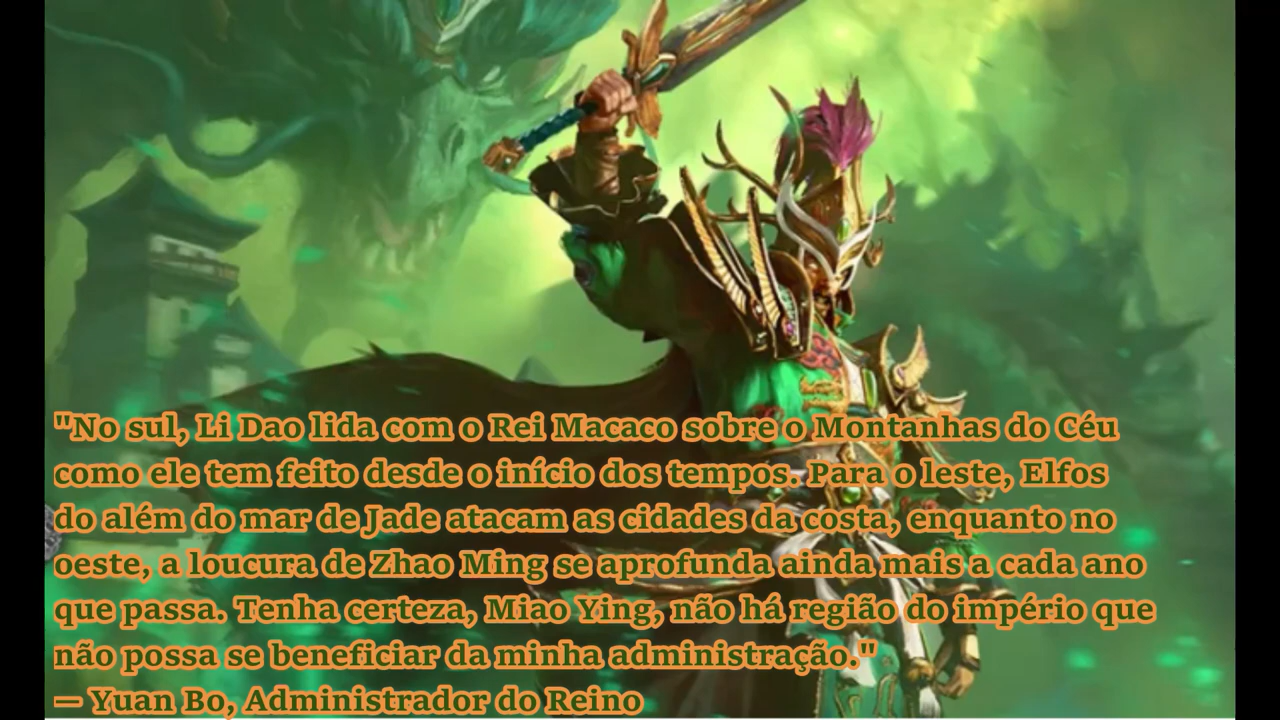 "No sul, Li Dao lida com o Rei Macaco sobre o Montanhas do Céu
como ele tem feito desde o início dos tempos. Para o leste, Elfos
do além do mar de Jade atacam as cidades da costa, enquanto no
oeste, a loucura de Zhao Ming se aprofunda ainda mais a cada ano
que passa. Tenha certeza, Miao Ying, não há região do império que
não possa se beneficiar da minha administração."
— Yuan Bo, Administrador do Reino